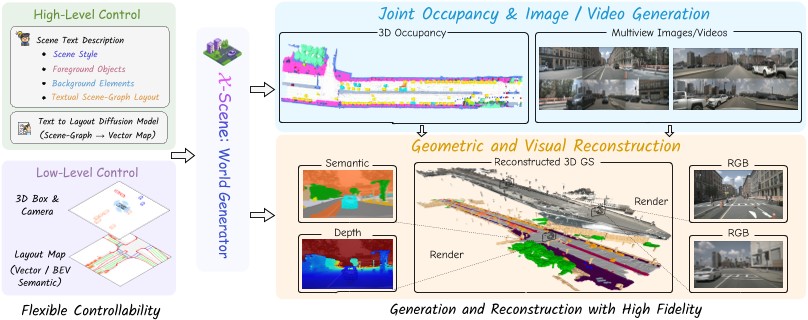 High-Level Control
Scene Text Description
• Scene Style
• Foreground Objects
• Background Elements
• Textual Scene-Graph Layout
Text to Layout Diffusion Model
(Scene-Graph → Vector Map)
Low-Level Control
3D Box &
Camera
Layout Map
(Vector / BEV
Semantic)
Flexible Controllability
𝒳-Scene: World Generator
Joint Occupancy & Image / Video Generation
3D Occupancy
Multiview Images/Videos
Geometric and Visual Reconstruction
Semantic
Depth
Reconstructed 3D GS
Render
Render
RGB
RGB
Generation and Reconstruction with High Fidelity